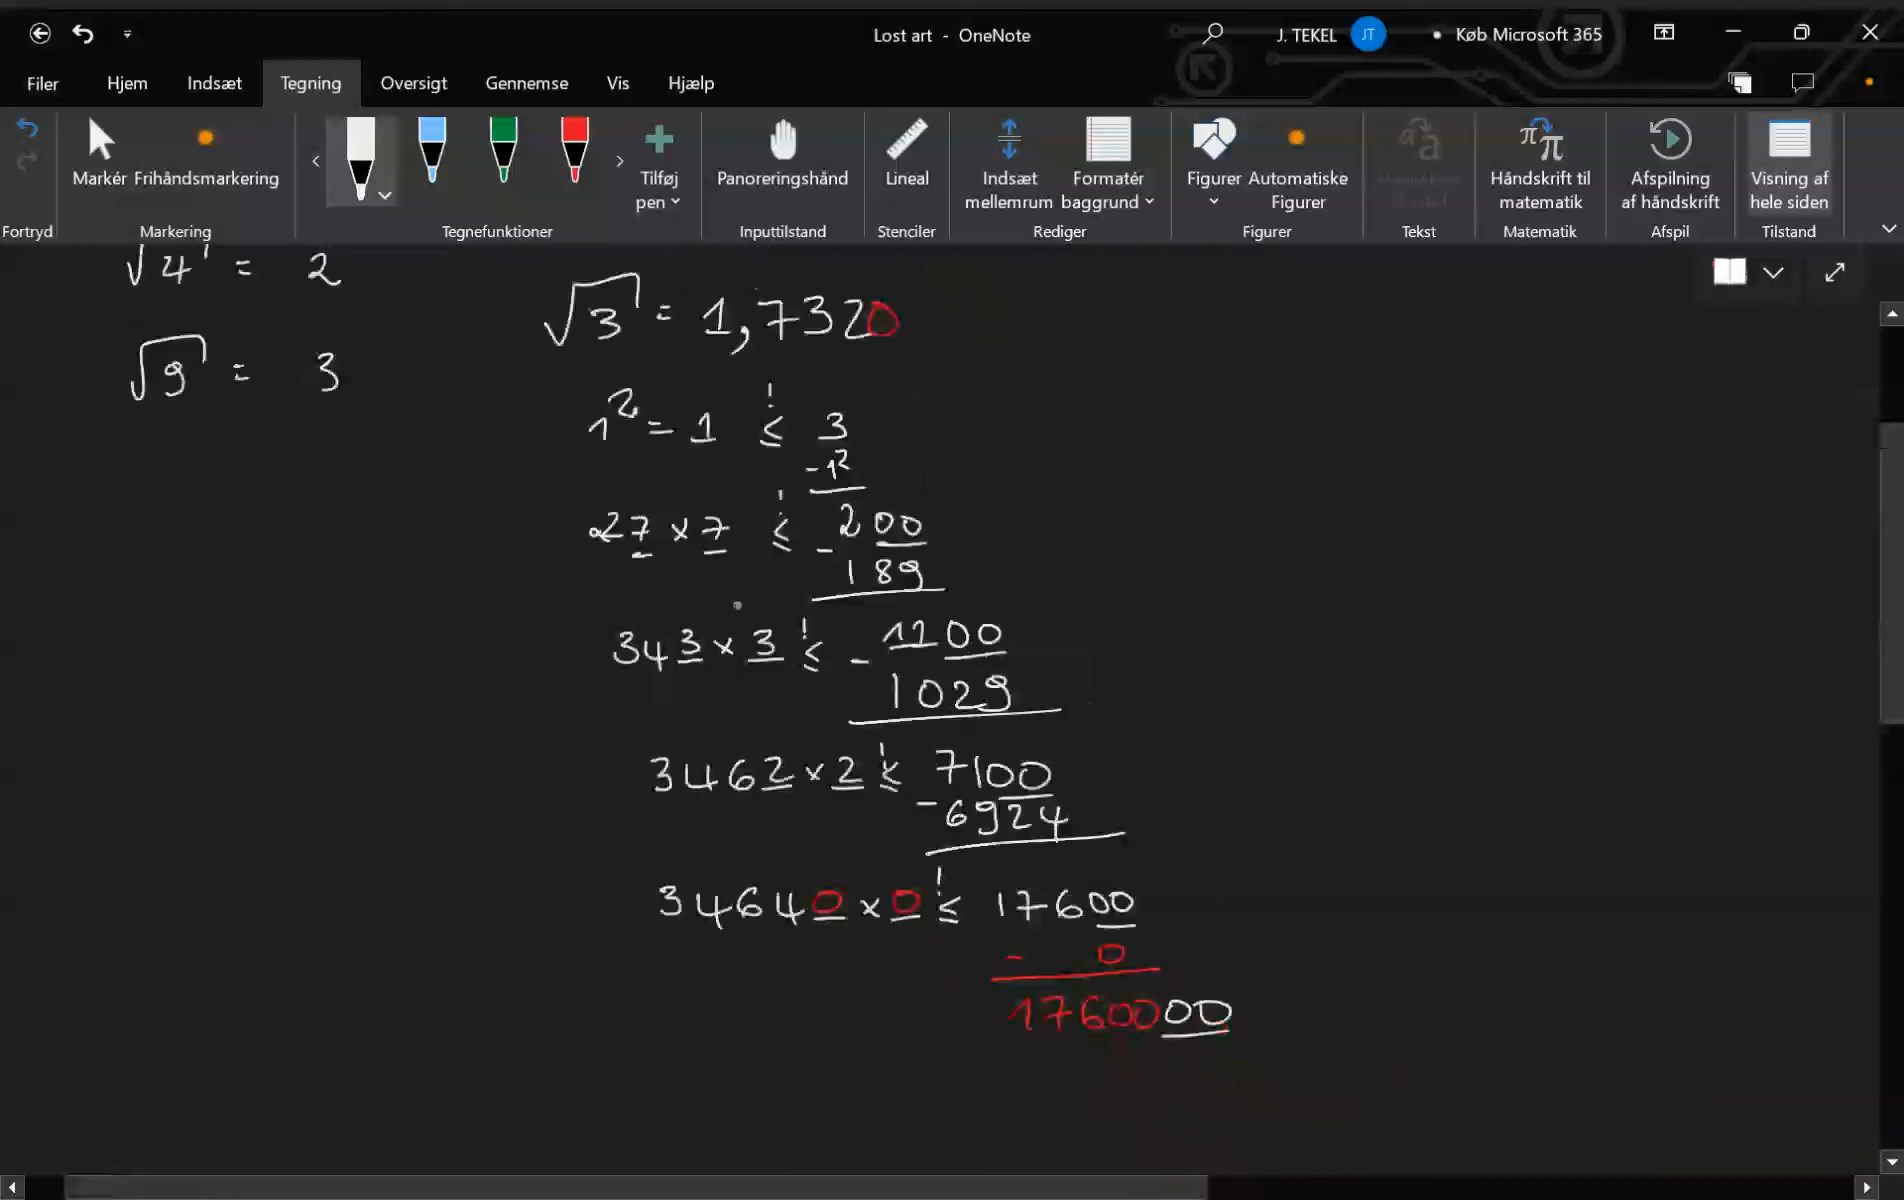 Lost art - OneNote
J. TEKEL
JT
Køb Microsoft 365
Filer
Hjem
Indsæt
Tegning
Oversigt
Gennemse
Vis
Hjælp
Markér
Frihåndsmarkering
Tilføj
pen
Panoreringshånd
Lineal
Indsæt
mellemrum
Formatér
baggrund
Figurer
Automatiske
Figurer
Håndskrift til
matematik
Afspilning
af håndskrift
Visning af
hele siden
Fortryd
Markering
Tegnefunktioner
Inputtilstand
Stenciler
Rediger
Figurer
Tekst
Matematik
Afspil
Tilstand
√4 = 2
√9 = 3
√3 = 1,7320
1² = 1 ! ≤ 3
-1²
27 × 7 ! ≤ 200
- 189
343 × 3 ! ≤ 1100
- 1029
3462 × 2 ! ≤ 7100
-6924
34640 × 0 ! ≤ 17600
- 0
1760000